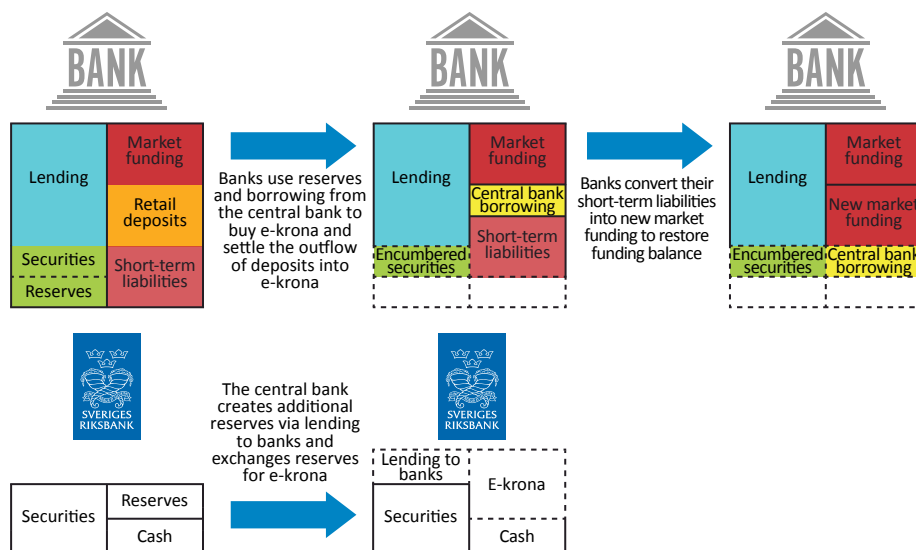 BANK
BANK
BANK
Lending
Market
funding
Retail
deposits
Securities
Reserves
Short-term
liabilities
Banks use reserves
and borrowing from
the central bank to
buy e-krona and
settle the outflow
of deposits into
e-krona
Lending
Market
funding
Central bank
borrowing
Short-term
liabilities
Encumbered
securities
Banks convert their
short-term liabilities
into new market
funding to restore
funding balance
Lending
Market
funding
New market
funding
Encumbered
securities
Central bank
borrowing
SVERIGES
RIKSBANK
The central bank
creates additional
reserves via lending
to banks and
exchanges reserves
for e-krona
SVERIGES
RIKSBANK
Securities
Reserves
Cash
Lending to
banks
E-krona
Securities
Cash